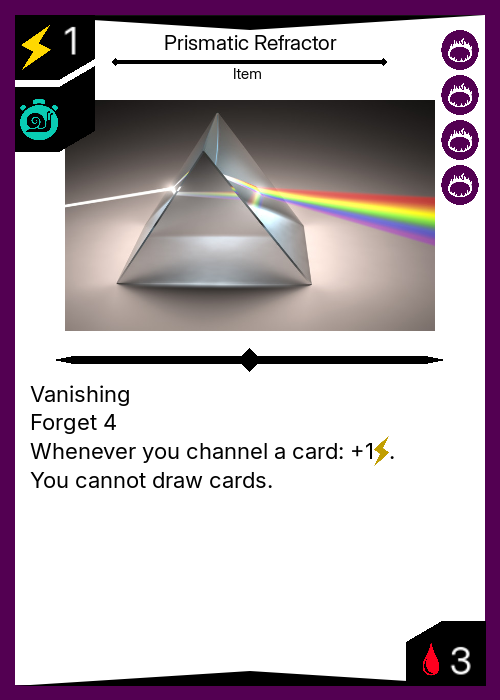 1
Prismatic Refractor
Item
Vanishing
Forget 4
Whenever you channel a card: +1⚡.
You cannot draw cards.
3